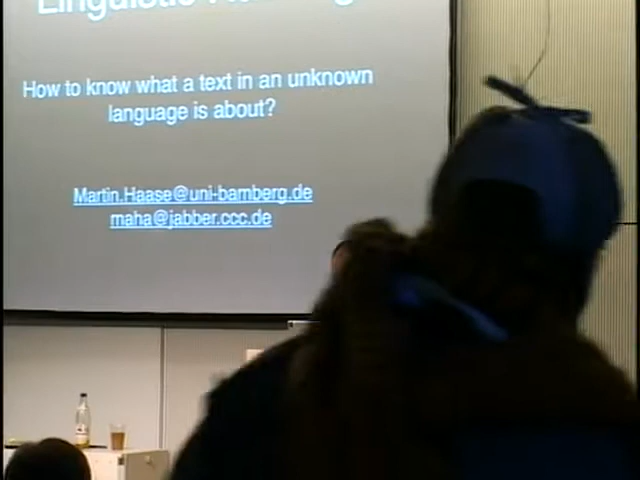 Linguistic
How to know what a text in an unknown
language is about?
Martin.Haase@uni-bamberg.de
maha@jabber.ccc.de